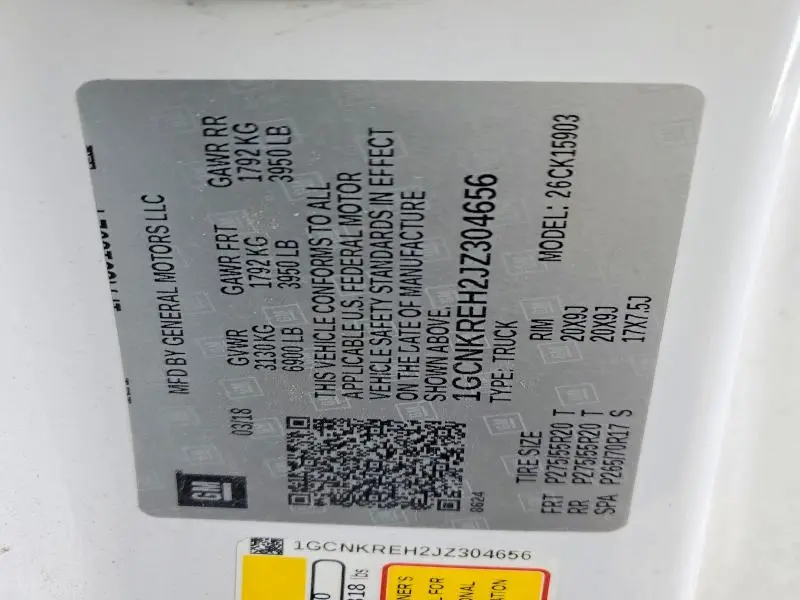 GM
03/18
MFD BY GENERAL MOTORS LLC
GVWR GAWR FRT GAWR RR
3130 KG 1792 KG 1792 KG
6900 LB 3950 LB 3950 LB
THIS VEHICLE CONFORMS TO ALL
APPLICABLE U.S. FEDERAL MOTOR
VEHICLE SAFETY STANDARDS IN EFFECT
ON THE DATE OF MANUFACTURE
SHOWN ABOVE.
1GCNKREH2JZ304656
8624
TYPE: TRUCK
TIRE SIZE RIM MODEL: 26CK15903
FRT P275/55R20 T 20X9J
RR P275/55R20 T 20X9J
SPA P265/70R17 S 17X7.5J
1GCNKREH2JZ304656
lbs